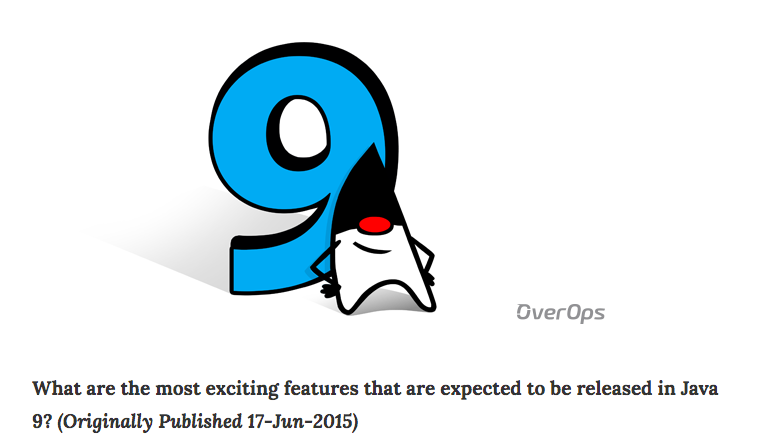 9
OverOps
What are the most exciting features that are expected to be released in Java
9? (Originally Published 17-Jun-2015)